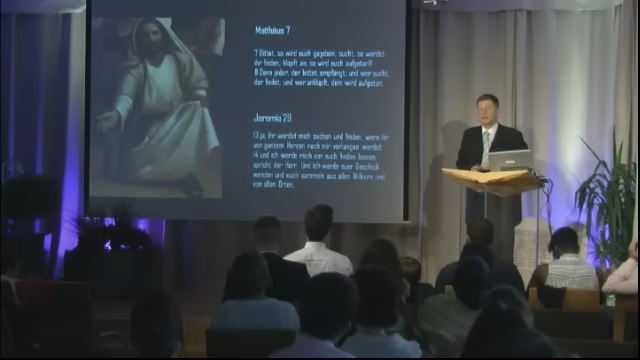 Matthäus 7
7 Bittet, so wird euch gegeben, sucht, so werdet
ihr finden, klopft an, so wird euch aufgetan!
8 Denn jeder, der bittet, empfängt; und wer sucht,
der findet; und wer anklopft, dem wird aufgetan.
Jeremia 29
13 ja, ihr werdet mich suchen und finden, wenn ihr
von ganzem Herzen nach mir verlangen werdet;
14 und ich werde mich von euch finden lassen,
spricht der Herr. Und ich werde euer Geschick
wenden und euch sammeln aus allen Völkern und
von allen Orten,